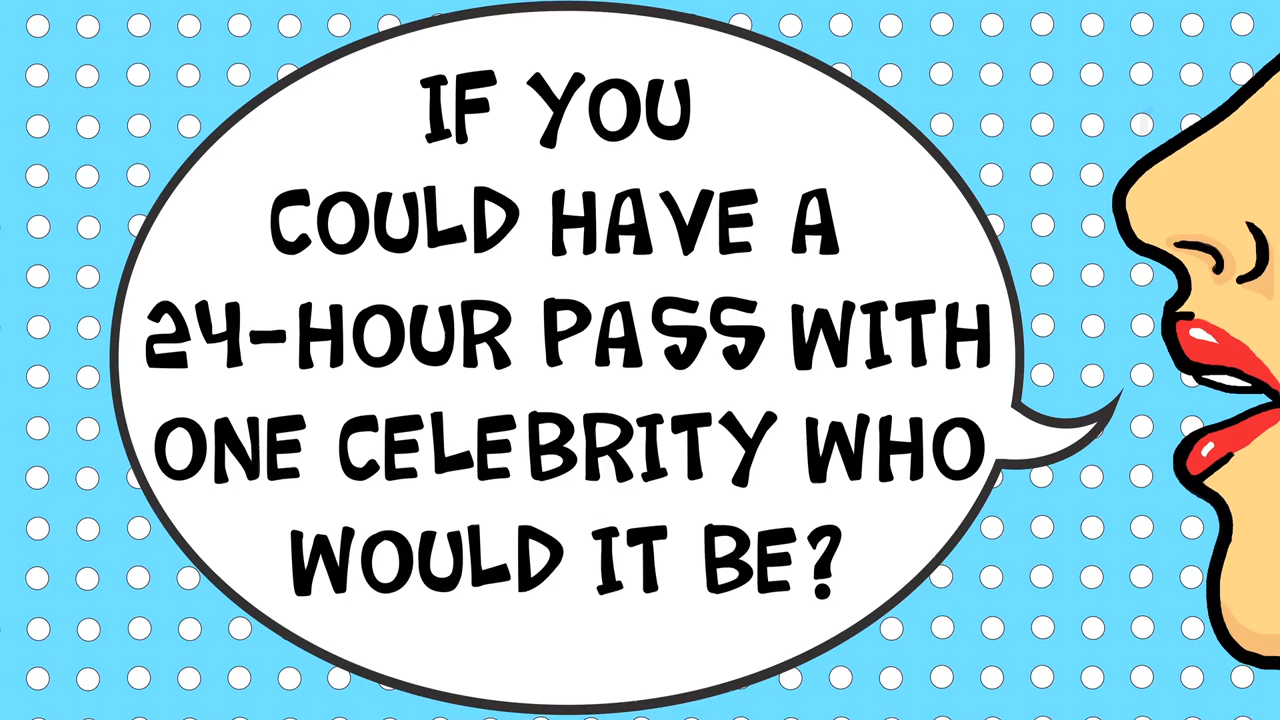 IF YOU
COULD HAVE A
24-HOUR PASS WITH
ONE CELEBRITY WHO
WOULD IT BE?